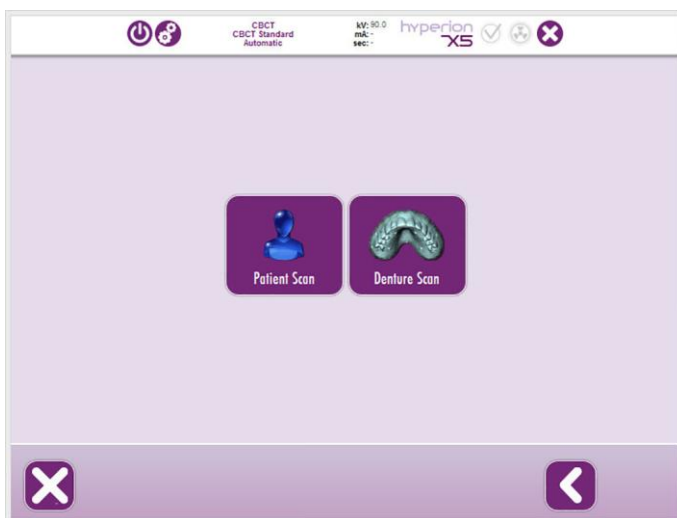 CBCT
CBCT Standard
Automatic
kV: 90.0
mA: -
sec: -
hyperion
X5
Patient Scan
Denture Scan